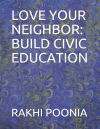 LOVE YOUR
NEIGHBOR:
BUILD CIVIC
EDUCATION
RAKHI POONIA